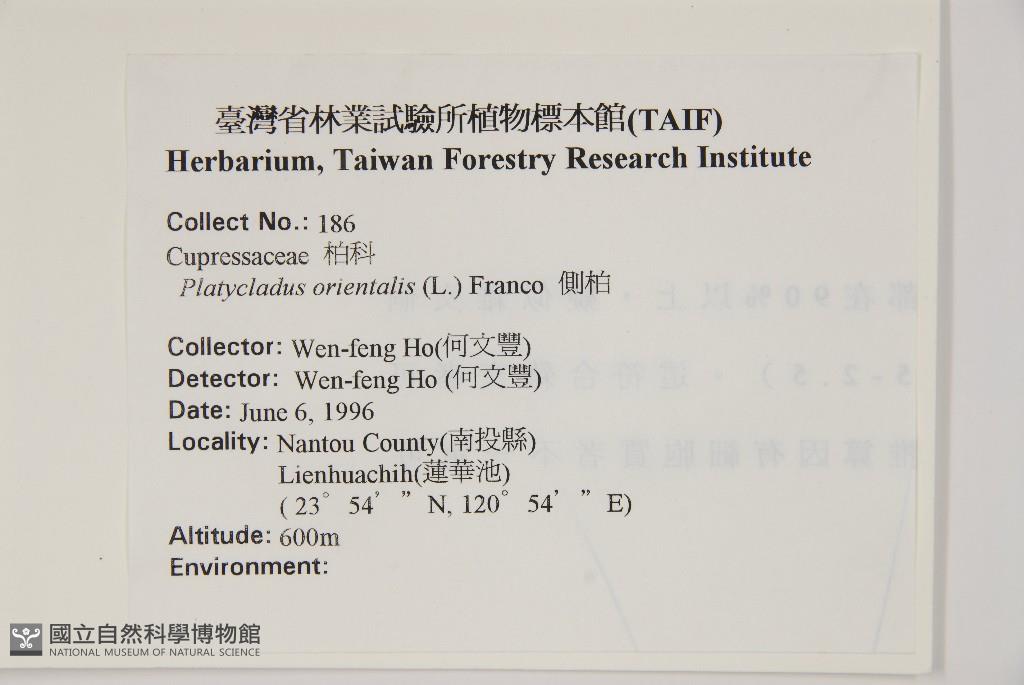 臺灣省林業試驗所植物標本館(TAIF)
Herbarium, Taiwan Forestry Research Institute
Collect No.: 186
Cupressaceae 柏科
Platycladus orientalis (L.) Franco 側柏
Collector: Wen-feng Ho(何文豐)
Detector: Wen-feng Ho (何文豐)
Date: June 6, 1996
Locality: Nantou County(南投縣)
Lienhuachih(蓮華池)
( 23° 54' ” N, 120° 54' ” E)
Altitude: 600m
Environment:
國立自然科學博物館
NATIONAL MUSEUM OF NATURAL SCIENCE